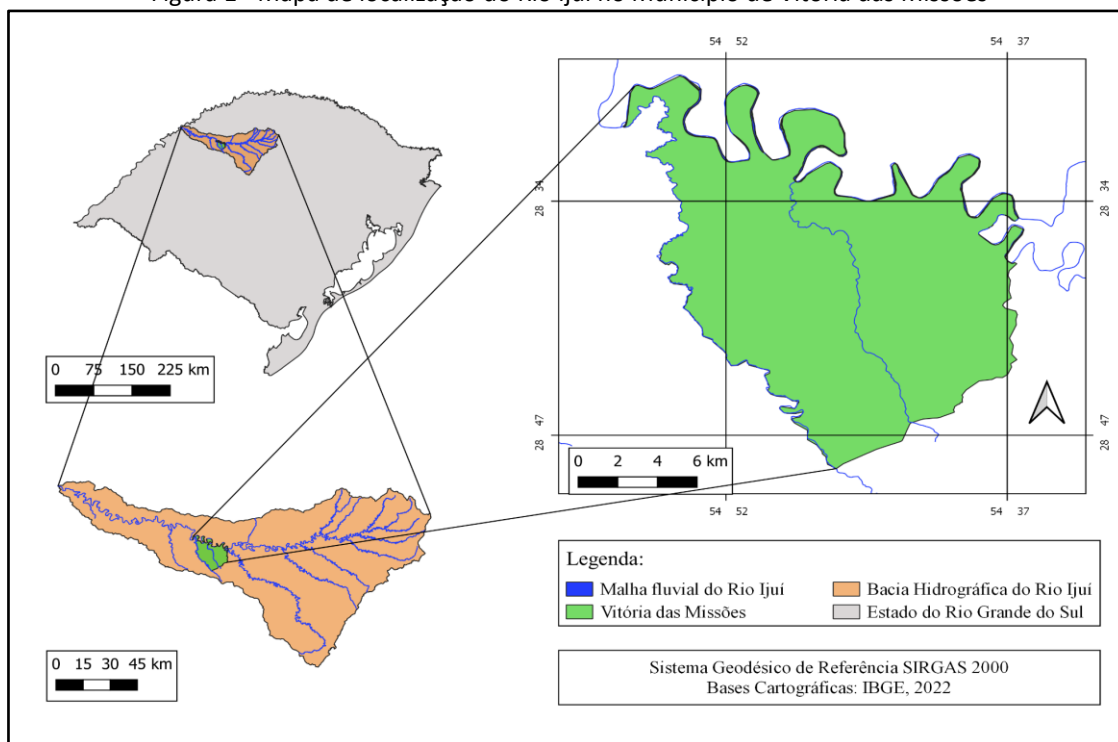 Figura 1 - Mapa de localização do Rio Ijuí no município de Vitória das Missões
54 52
54 37
28 34
28 34
0 75 150 225 km
28 47
28 47
0 2 4 6 km
54 52
54 37
Legenda:
Malha fluvial do Rio Ijuí
Bacia Hidrográfica do Rio Ijuí
Vitória das Missões
Estado do Rio Grande do Sul
0 15 30 45 km
Sistema Geodésico de Referência SIRGAS 2000
Bases Cartográficas: IBGE, 2022